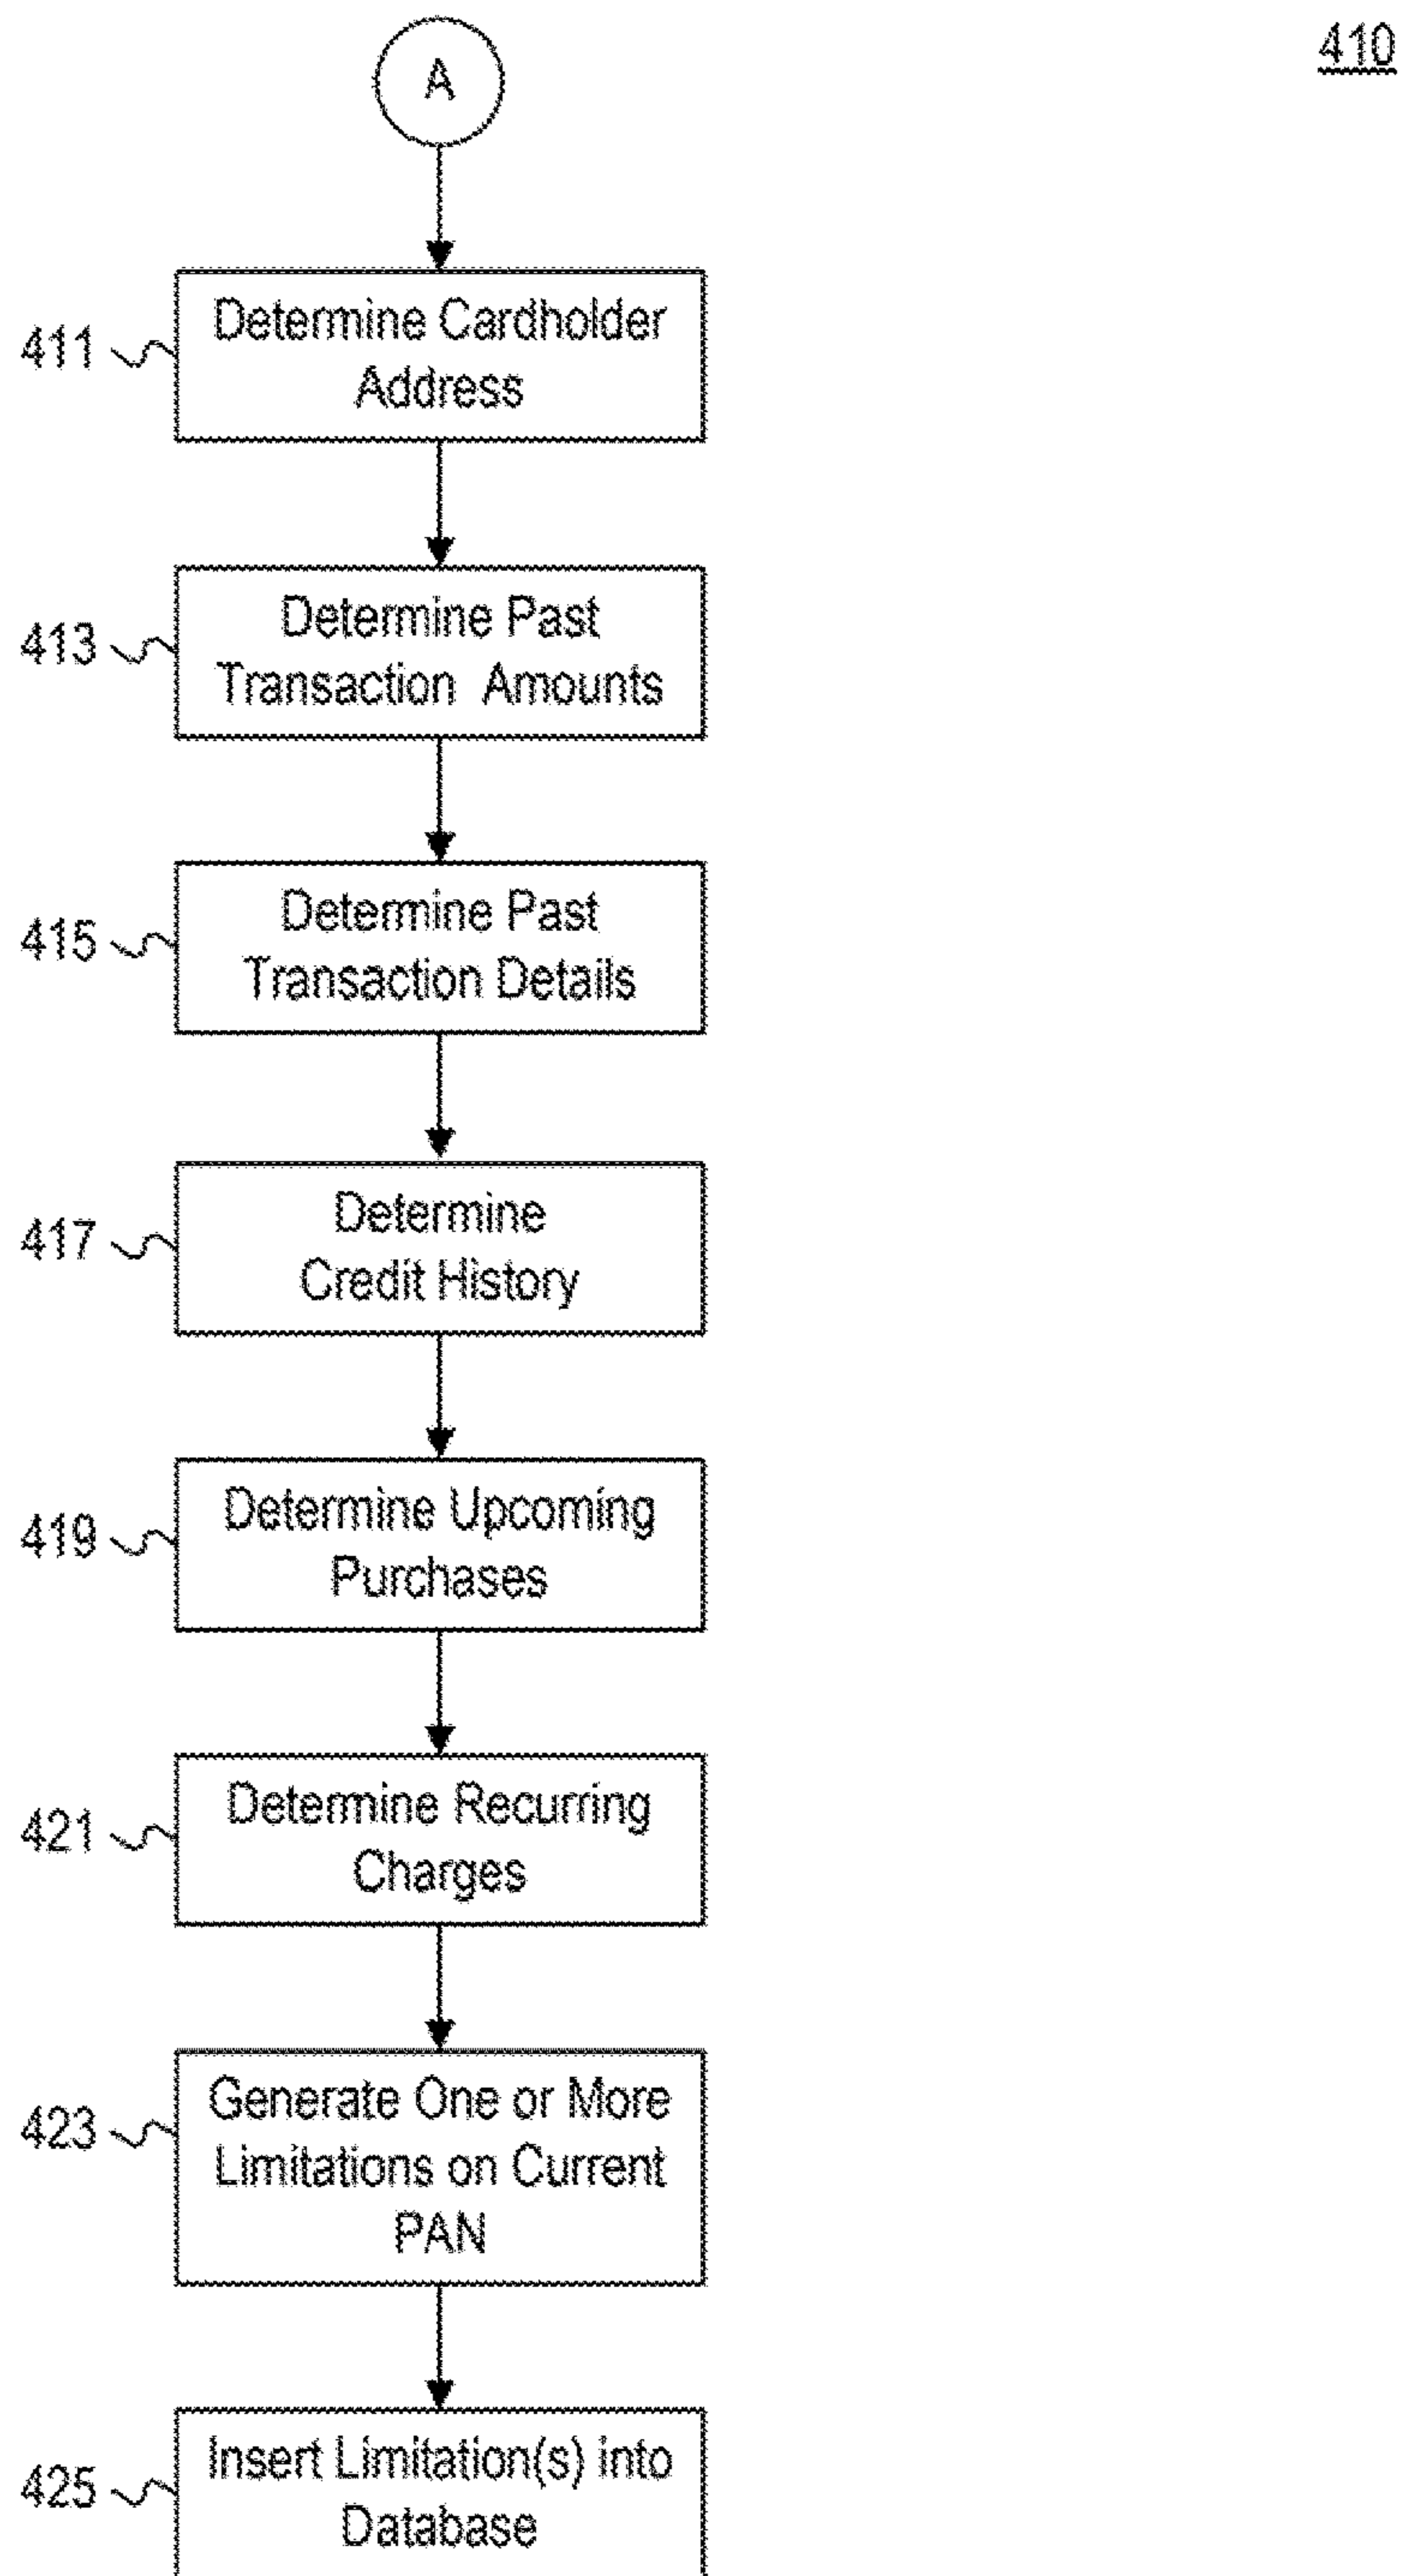 A
410
411
Determine Cardholder
Address
413
Determine Past
Transaction Amounts
415
Determine Past
Transaction Details
417
Determine
Credit History
419
Determine Upcoming
Purchases
421
Determine Recurring
Charges
423
Generate One or More
Limitations on Current
PAN
425
Insert Limitation(s) into
Database